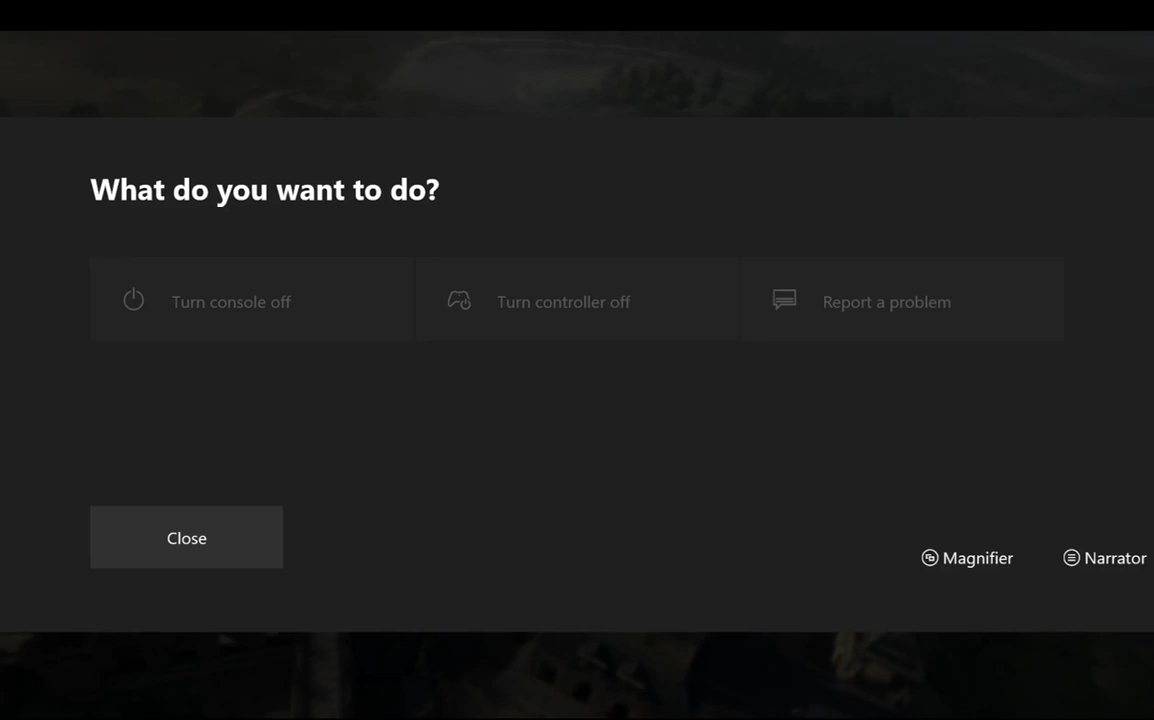 What do you want to do?
Turn console off
Turn controller off
Report a problem
Close
Magnifier
Narrator